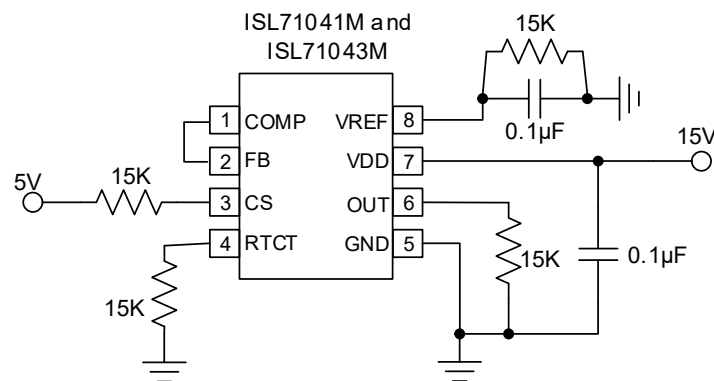 ISL71041M and
ISL71043M
15K
0.1µF
15V
5V
15K
1 COMP VREF 8
2 FB VDD 7
3 CS OUT 6
4 RTCT GND 5
15K
15K
0.1µF